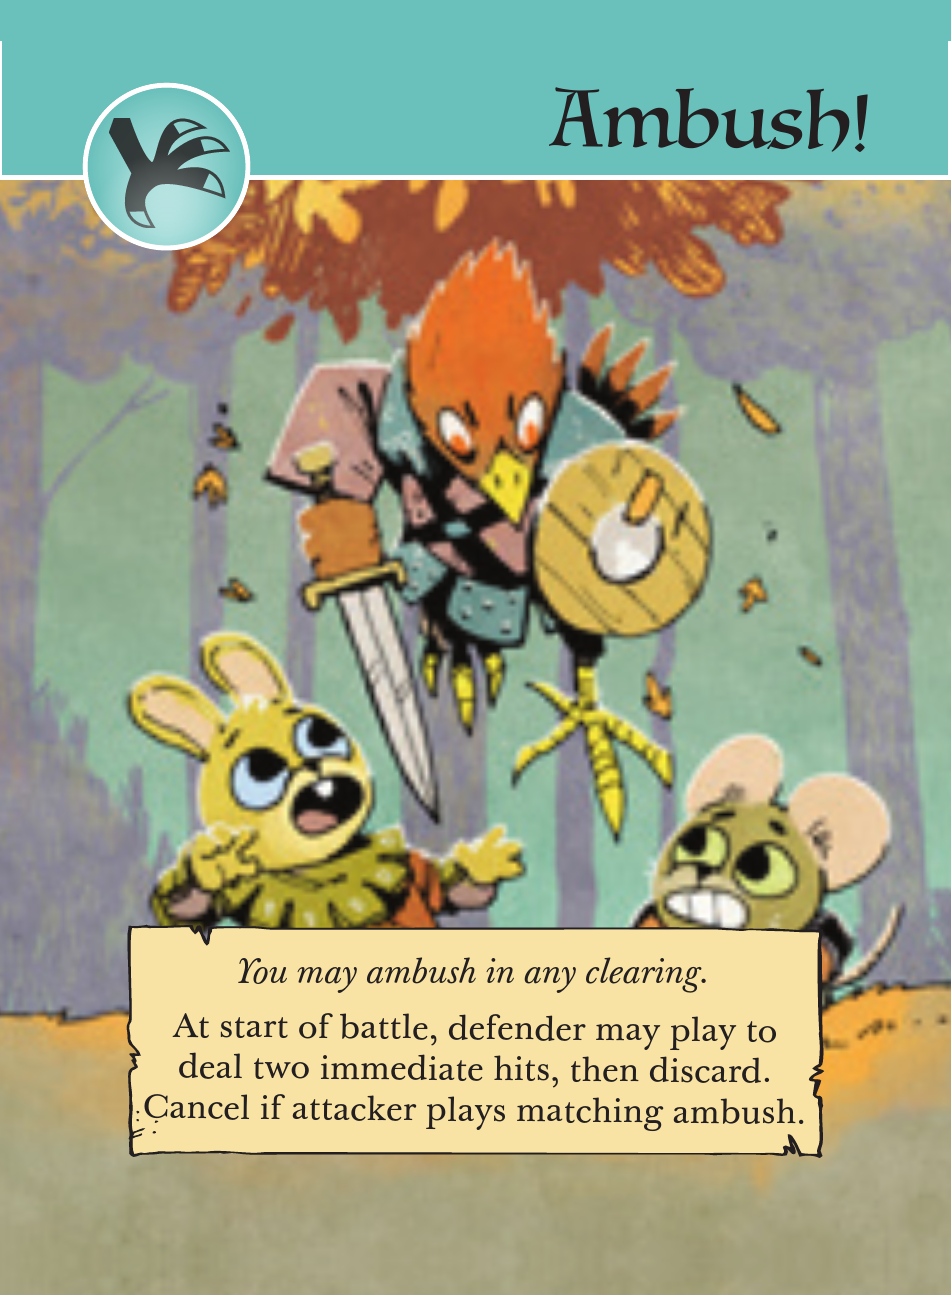 Ambush!
You may ambush in any clearing.
At start of battle, defender may play to
deal two immediate hits, then discard.
Cancel if attacker plays matching ambush.